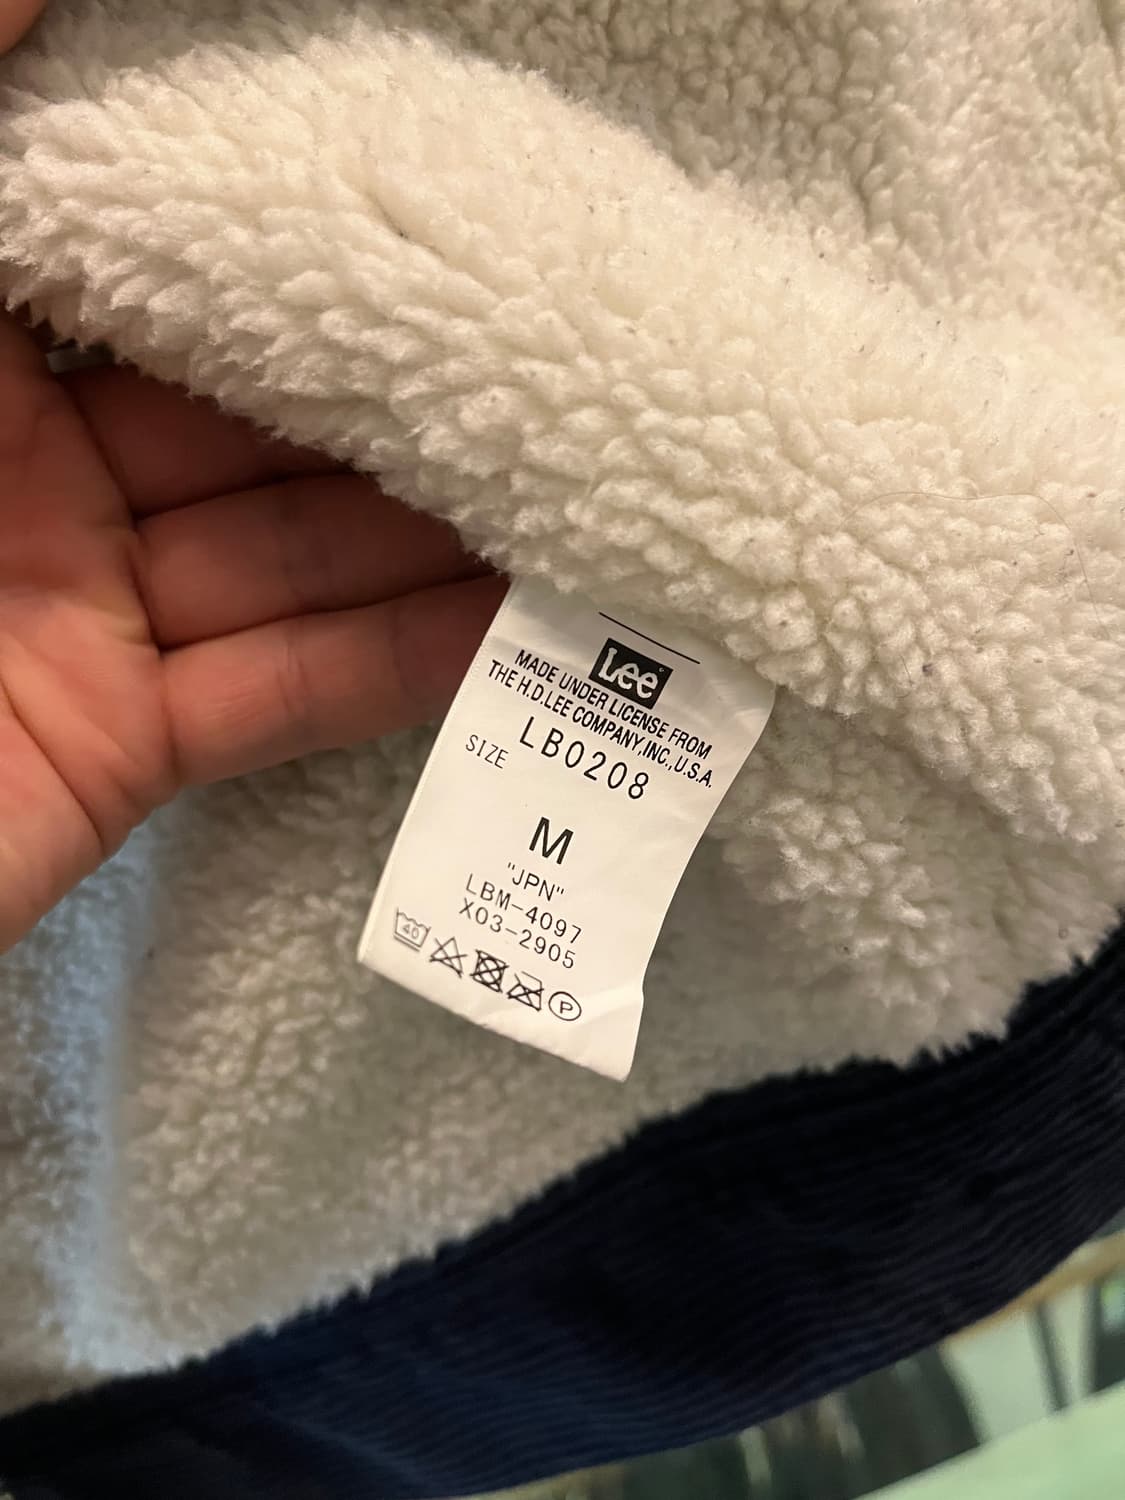 Lee
MADE UNDER LICENSE FROM
THE H.D.LEE COMPANY,INC.,U.S.A.
LB0208
SIZE
M
"JPN"
LBM-4097
X03-2905
40
P